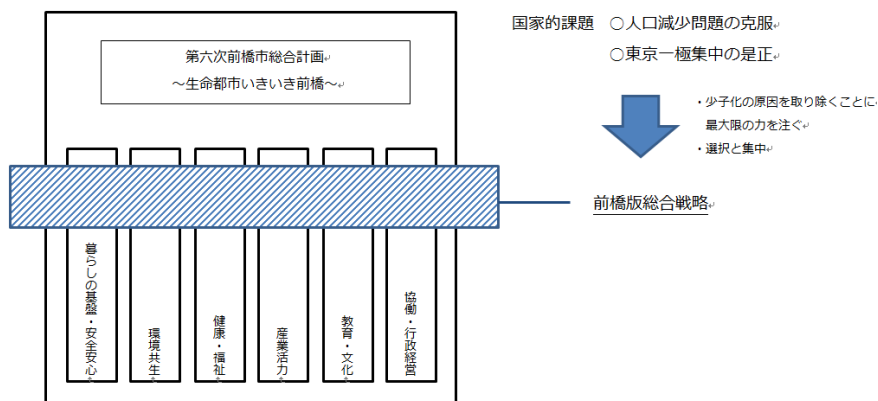 第六次前橋市総合計画
~生命都市いきいき前橋~
暮らしの基盤・安全安心
環境共生
健康・福祉
産業活力
教育・文化
協働・行政経営
国家的課題 ○人口減少問題の克服
○東京一極集中の是正
・少子化の原因を取り除くことに
最大限の力を注ぐ
・選択と集中
前橋版総合戦略